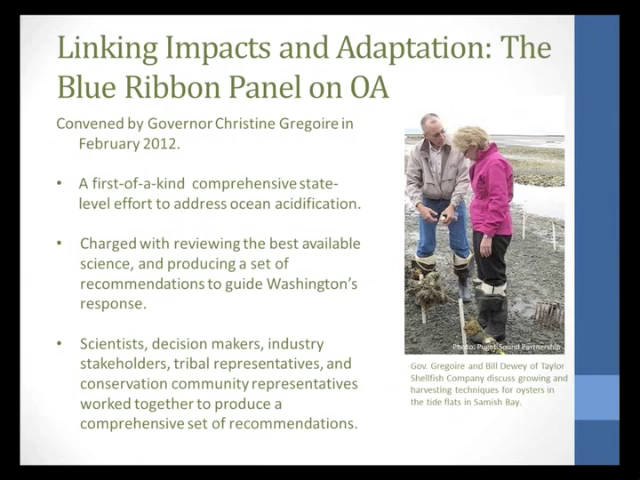 Linking Impacts and Adaptation: The
Blue Ribbon Panel on OA
Convened by Governor Christine Gregoire in
February 2012.
• A first-of-a-kind comprehensive state-
level effort to address ocean acidification.
• Charged with reviewing the best available
science, and producing a set of
recommendations to guide Washington's
response.
• Scientists, decision makers, industry
stakeholders, tribal representatives, and
conservation community representatives
worked together to produce a
comprehensive set of recommendations.
Photo: Puget Sound Partnership
Gov. Gregoire and Bill Dewey of Taylor
Shellfish Company discuss growing and
harvesting techniques for oysters in
the tide flats in Samish Bay.